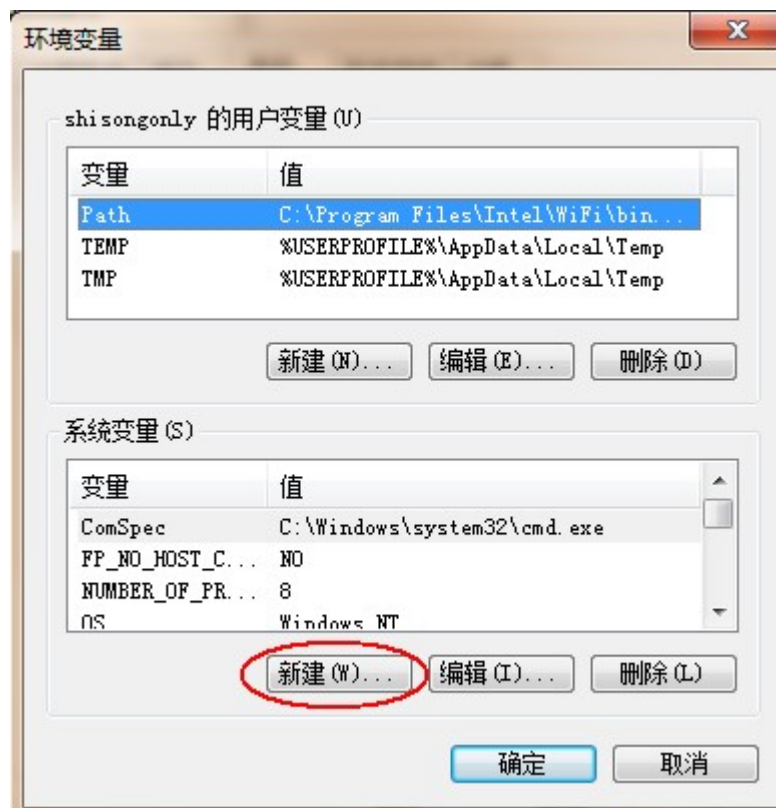 环境变量
shisongonly 的用户变量(U)
变量 值
Path C:\Program Files\Intel\WiFi\bin...
TEMP %USERPROFILE%\AppData\Local\Temp
TMP %USERPROFILE%\AppData\Local\Temp
新建(N)... 编辑(E)... 删除(D)
系统变量(S)
变量 值
ComSpec C:\Windows\system32\cmd.exe
FP_NO_HOST_C... NO
NUMBER_OF_PR... 8
OS Windows_NT
新建(W)... 编辑(I)... 删除(L)
确定 取消